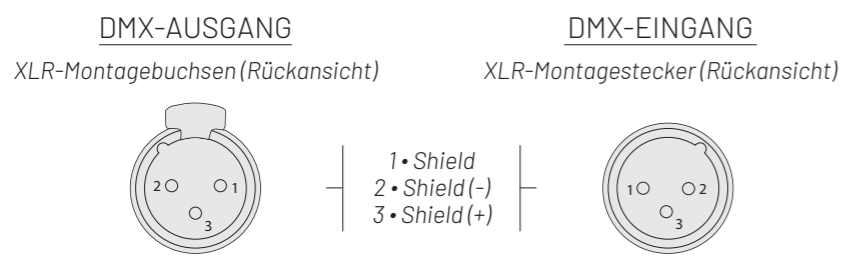 DMX-AUSGANG
XLR-Montagebuchsen (Rückansicht)
2 1
3
1 • Shield
2 • Shield (-)
3 • Shield (+)
DMX-EINGANG
XLR-Montagestecker (Rückansicht)
1 2
3